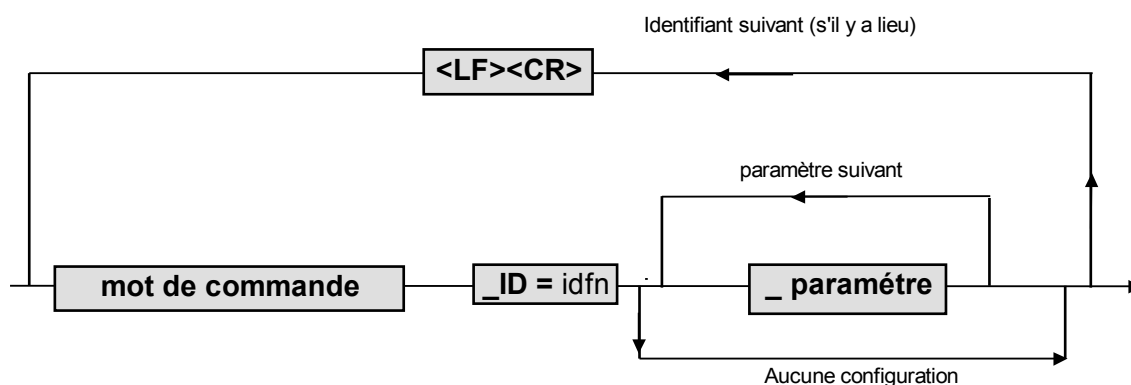 Identifiant suivant (s'il y a lieu)
<LF><CR>
paramètre suivant
mot de commande
_ID = idfn
_ paramétre
Aucune configuration